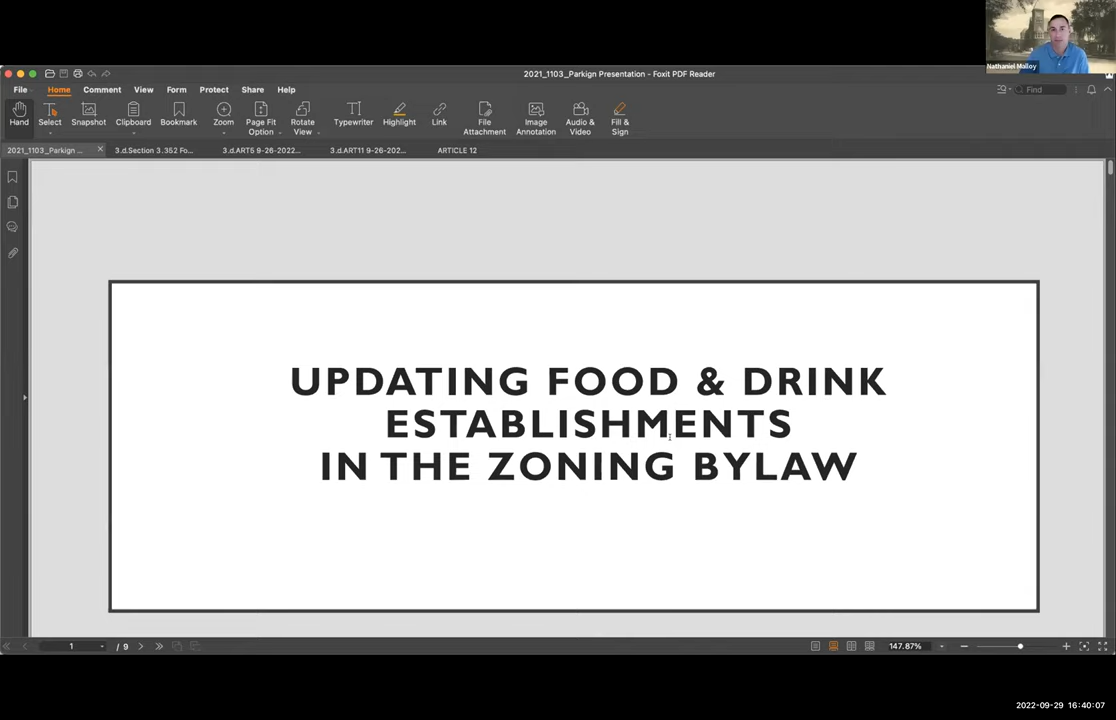 Nathaniel Malloy
2021_1103_Parkign Presentation - Foxit PDF Reader
File Home Comment View Form Protect Share Help Find
Hand Select Snapshot Clipboard Bookmark Zoom Page Fit Option Rotate View Typewriter Highlight Link File Attachment Image Annotation Audio & Video Fill & Sign
2021_1103_Parkign ... 3.d.Section 3.352 Fo... 3.d.ART5 9-26-2022... 3.d.ART11 9-26-202... ARTICLE 12
UPDATING FOOD & DRINK
ESTABLISHMENTS
IN THE ZONING BYLAW
1 / 9 147.87%
2022-09-29 16:40:07